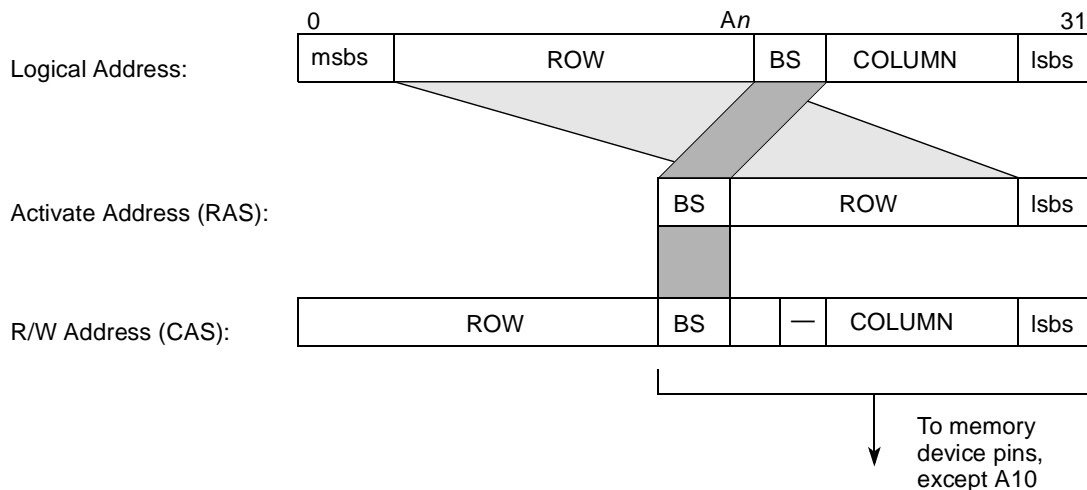 0 An 31
Logical Address: msbs ROW BS COLUMN lsbs
Activate Address (RAS): BS ROW lsbs
R/W Address (CAS): ROW BS — COLUMN lsbs
To memory
device pins,
except A10